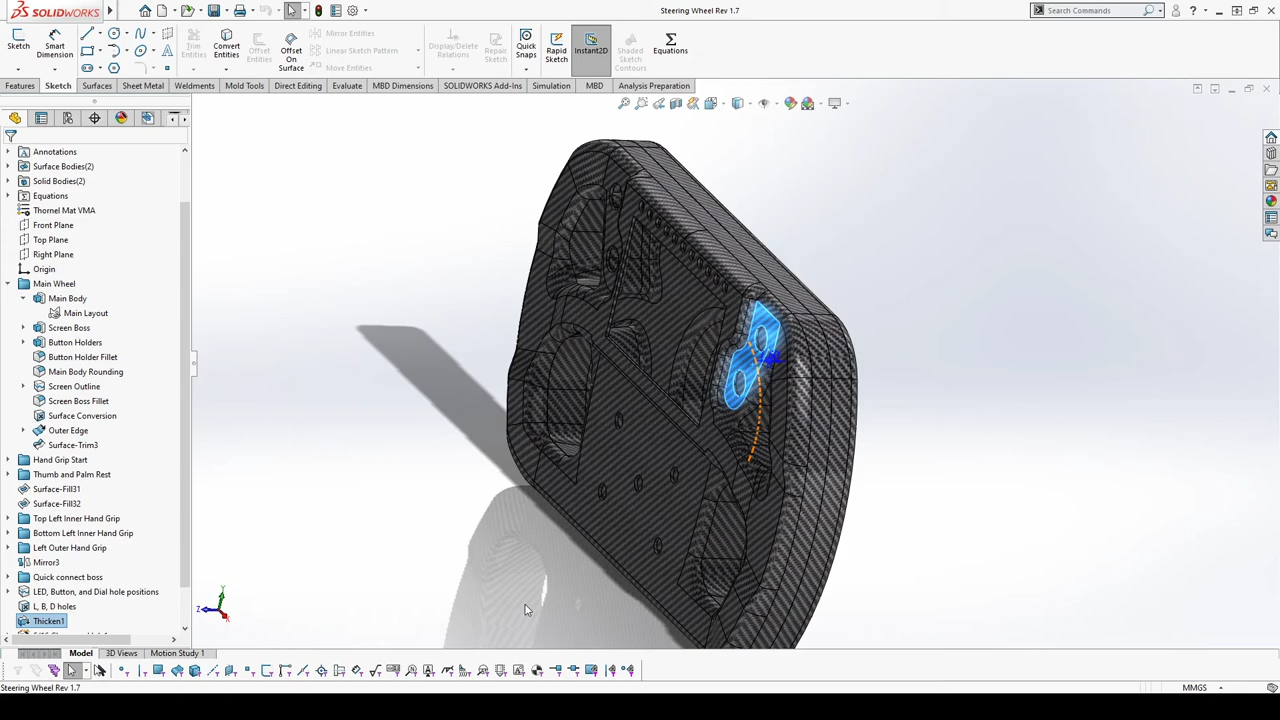 SOLIDWORKS
Steering Wheel Rev 1.7
Search Commands
Sketch
Smart Dimension
Trim Entities
Convert Entities
Offset Entities
Offset On Surface
Mirror Entities
Linear Sketch Pattern
Move Entities
Display/Delete Relations
Repair Sketch
Quick Snaps
Rapid Sketch
Instant2D
Shaded Sketch Contours
Equations
Features
Sketch
Surfaces
Sheet Metal
Weldments
Mold Tools
Direct Editing
Evaluate
MBD Dimensions
SOLIDWORKS Add-Ins
Simulation
MBD
Analysis Preparation
Annotations
Surface Bodies(2)
Solid Bodies(2)
Equations
Thornel Mat VMA
Front Plane
Top Plane
Right Plane
Origin
Main Wheel
Main Body
Main Layout
Screen Boss
Button Holders
Button Holder Fillet
Main Body Rounding
Screen Outline
Screen Boss Fillet
Surface Conversion
Outer Edge
Surface-Trim3
Hand Grip Start
Thumb and Palm Rest
Surface-Fill31
Surface-Fill32
Top Left Inner Hand Grip
Bottom Left Inner Hand Grip
Left Outer Hand Grip
Mirror3
Quick connect boss
LED, Button, and Dial hole positions
L, B, D holes
Thicken1
Y
Z
X
Model
3D Views
Motion Study 1
Steering Wheel Rev 1.7
MMGS